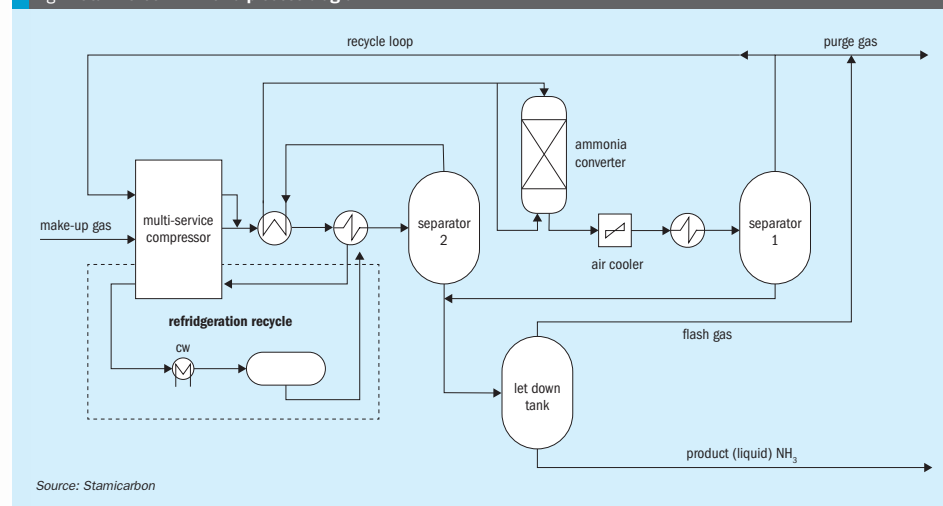 recycle loop
purge gas
ammonia
converter
make-up gas
multi-service
compressor
separator
2
separator
1
air cooler
refridgeration recycle
cw
flash gas
let down
tank
product (liquid) NH₃
Source: Stamicarbon